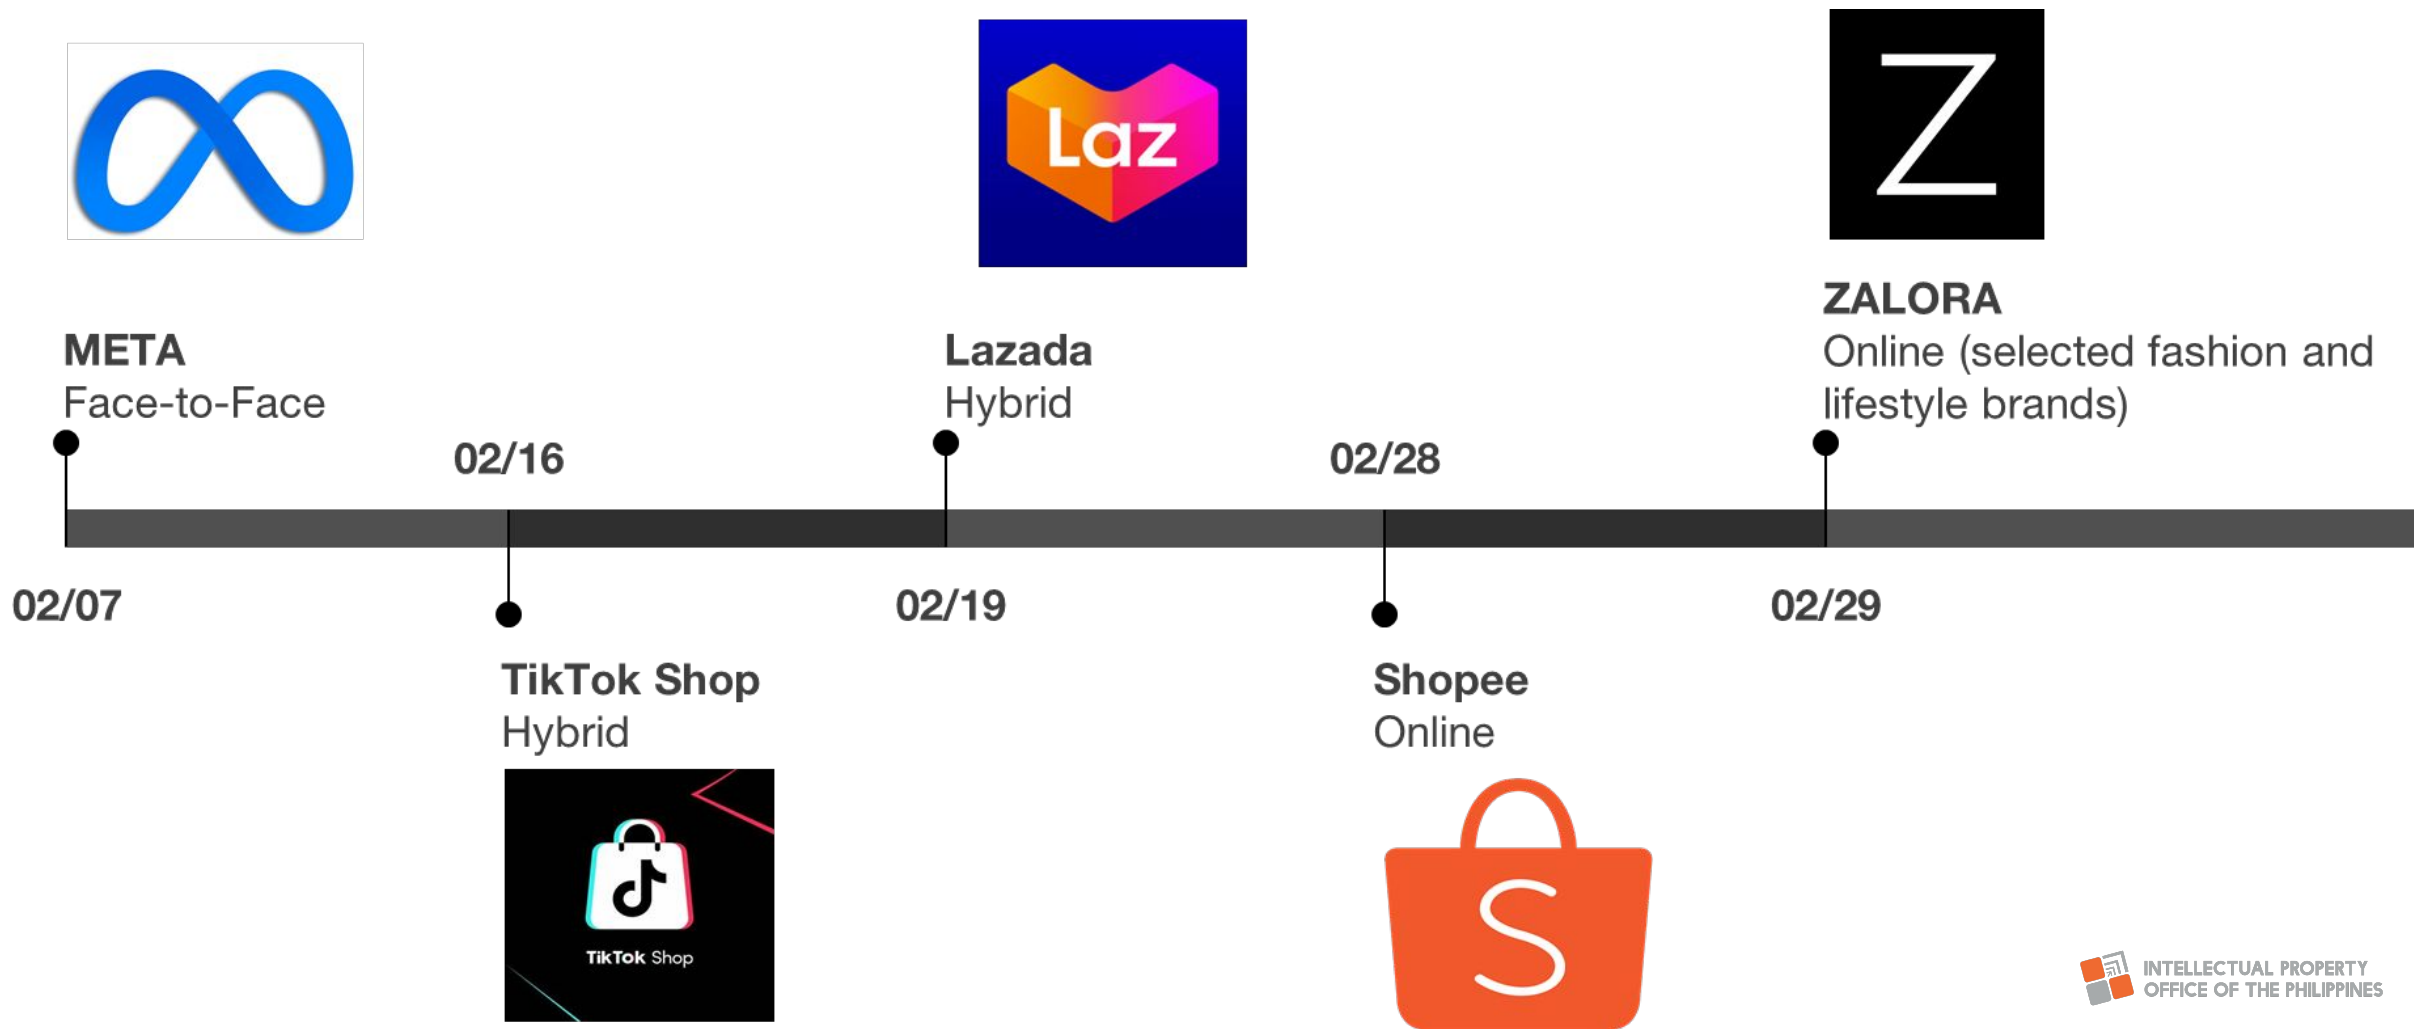 Laz
Z
META
Face-to-Face
Lazada
Hybrid
ZALORA
Online (selected fashion and
lifestyle brands)
02/16
02/28
02/07
02/19
02/29
TikTok Shop
Hybrid
Shopee
Online
TikTok Shop
S
INTELLECTUAL PROPERTY
OFFICE OF THE PHILIPPINES